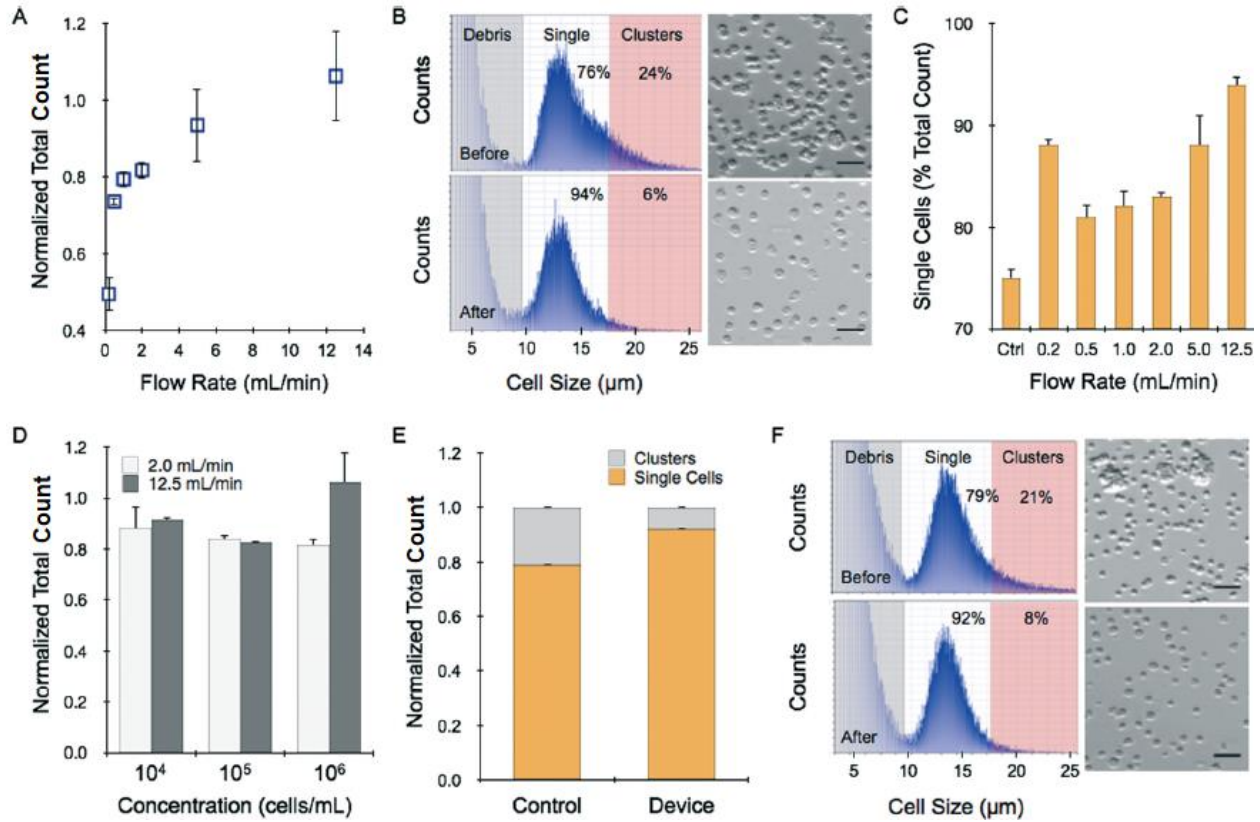 A
Normalized Total Count
1.2
1.0
0.8
0.6
0.4
0 2 4 6 8 10 12 14
Flow Rate (mL/min)
B
Counts
Debris Single Clusters
76% 24%
Before
Counts
94% 6%
After
5 10 15 20 25
Cell Size (µm)
C
Single Cells (% Total Count)
100
90
80
70
Ctrl 0.2 0.5 1.0 2.0 5.0 12.5
Flow Rate (mL/min)
D
Normalized Total Count
1.2
1.0
0.8
0.6
0.4
0.2
0.0
2.0 mL/min
12.5 mL/min
10⁴ 10⁵ 10⁶
Concentration (cells/mL)
E
Normalized Total Count
1.2
1.0
0.8
0.6
0.4
0.2
0.0
Clusters
Single Cells
Control Device
F
Counts
Debris Single Clusters
79% 21%
Before
Counts
92% 8%
After
5 10 15 20 25
Cell Size (µm)